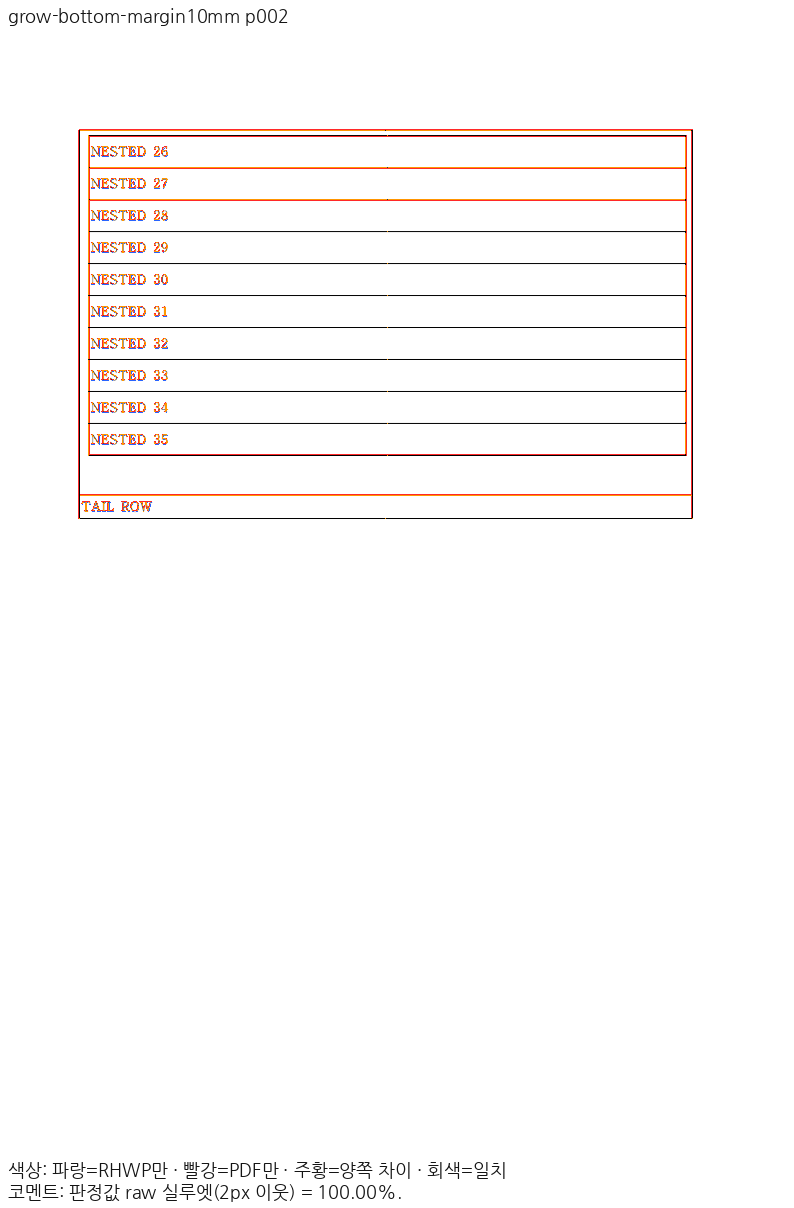 grow-bottom-margin10mm p002
NESTED 26
NESTED 27
NESTED 28
NESTED 29
NESTED 30
NESTED 31
NESTED 32
NESTED 33
NESTED 34
NESTED 35
TAIL ROW
색상: 파랑=RHWP만 · 빨강=PDF만 · 주황=양쪽 차이 · 회색=일치
코멘트: 판정값 raw 실루엣(2px 이웃) = 100.00%.